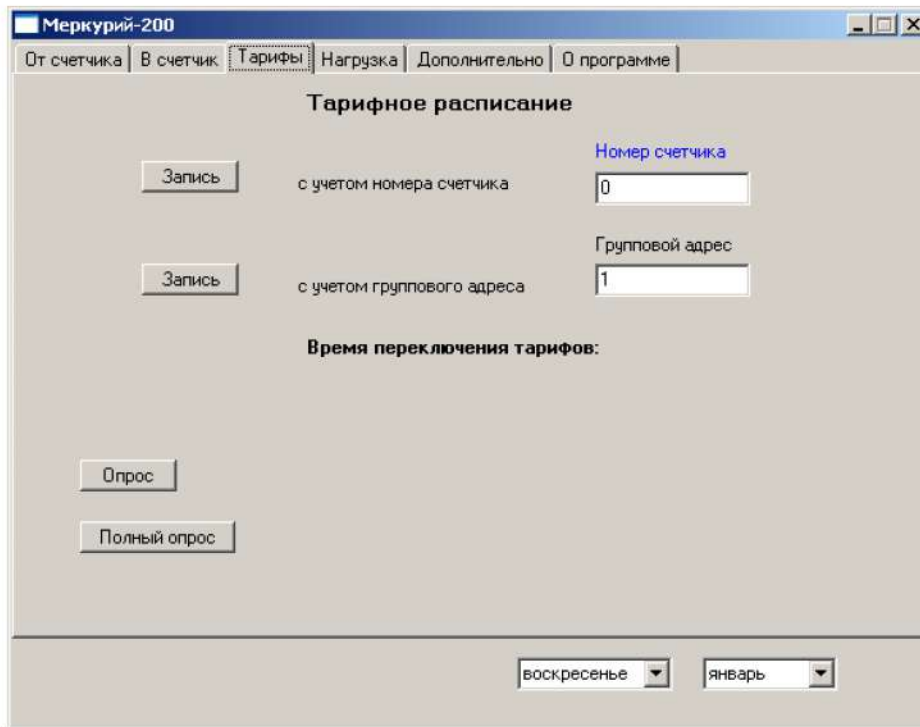 Меркурий-200
От счетчика В счетчик Тарифы Нагрузка Дополнительно О программе
Тарифное расписание
Номер счетчика
Запись с учетом номера счетчика 0
Групповой адрес
Запись с учетом группового адреса 1
Время переключения тарифов:
Опрос
Полный опрос
воскресенье январь